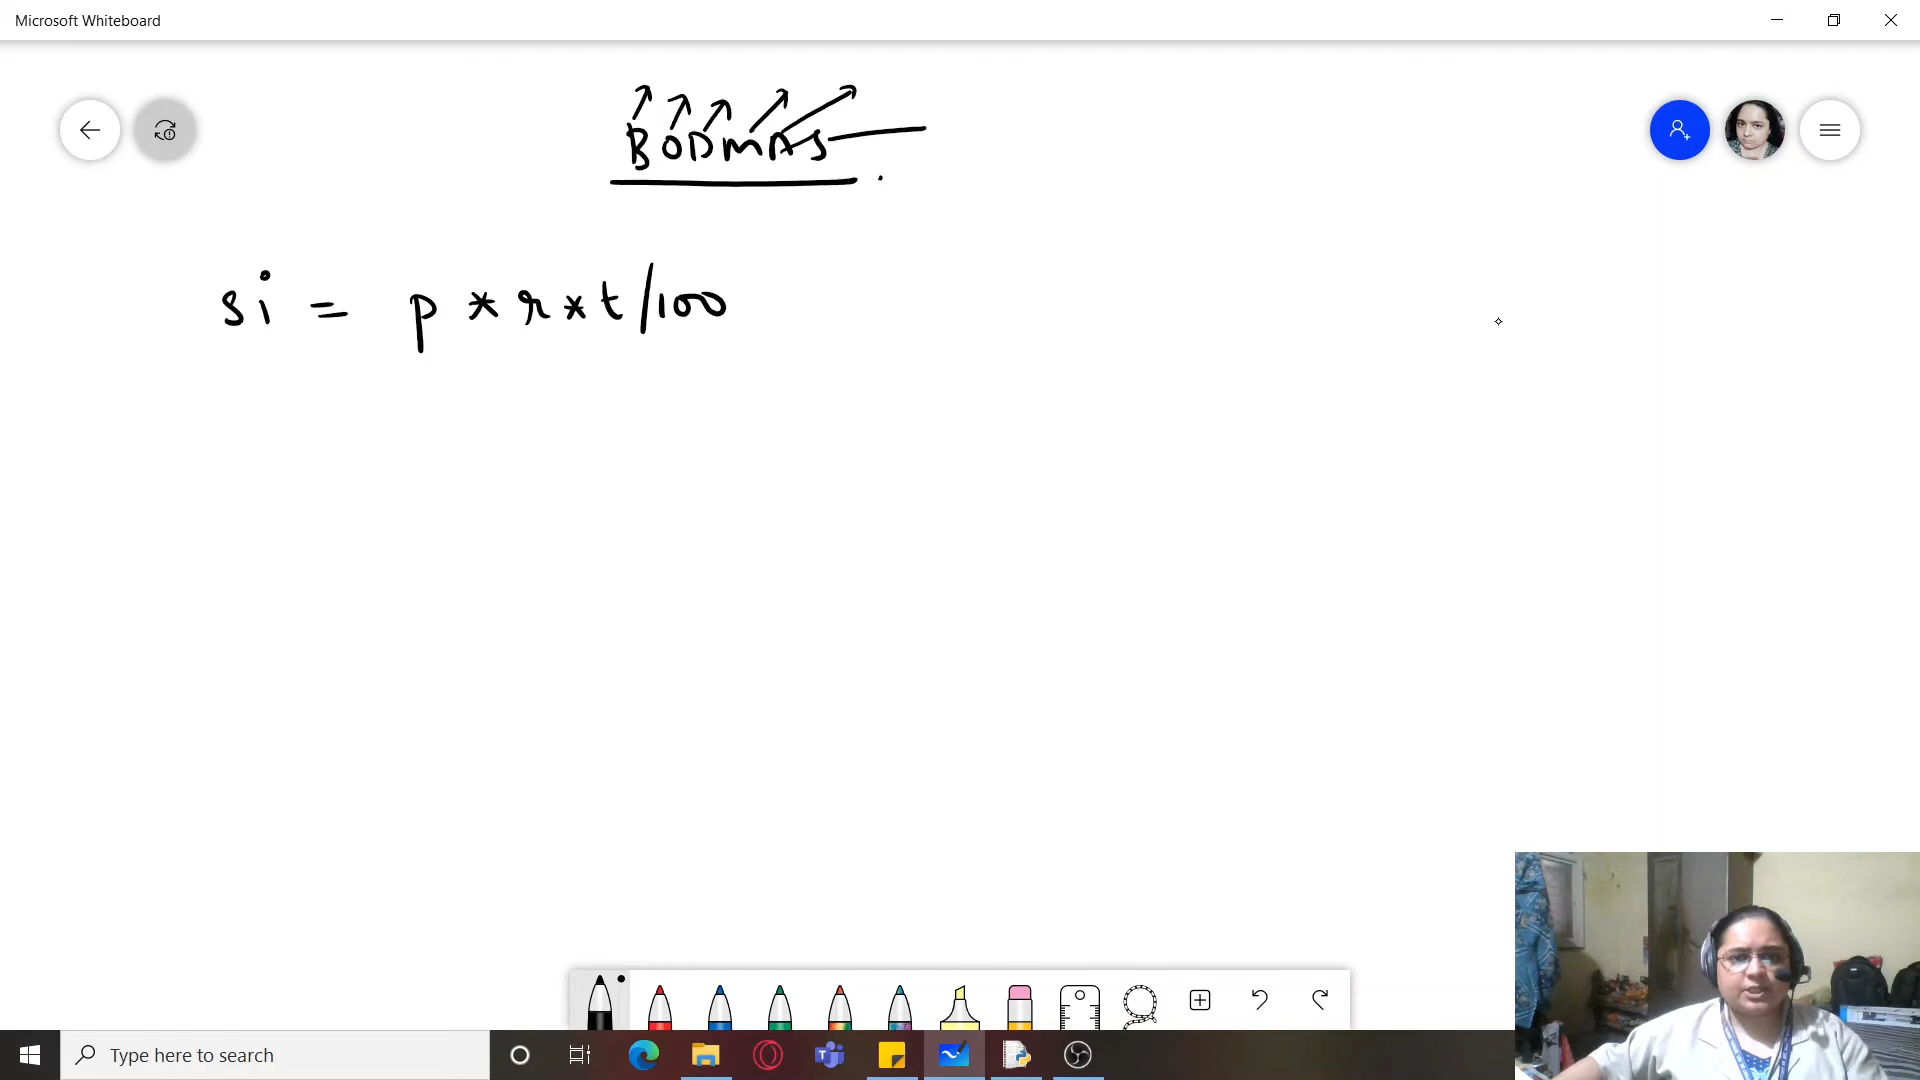 Microsoft Whiteboard
BODMAS
si = p * r * t/100
Type here to search